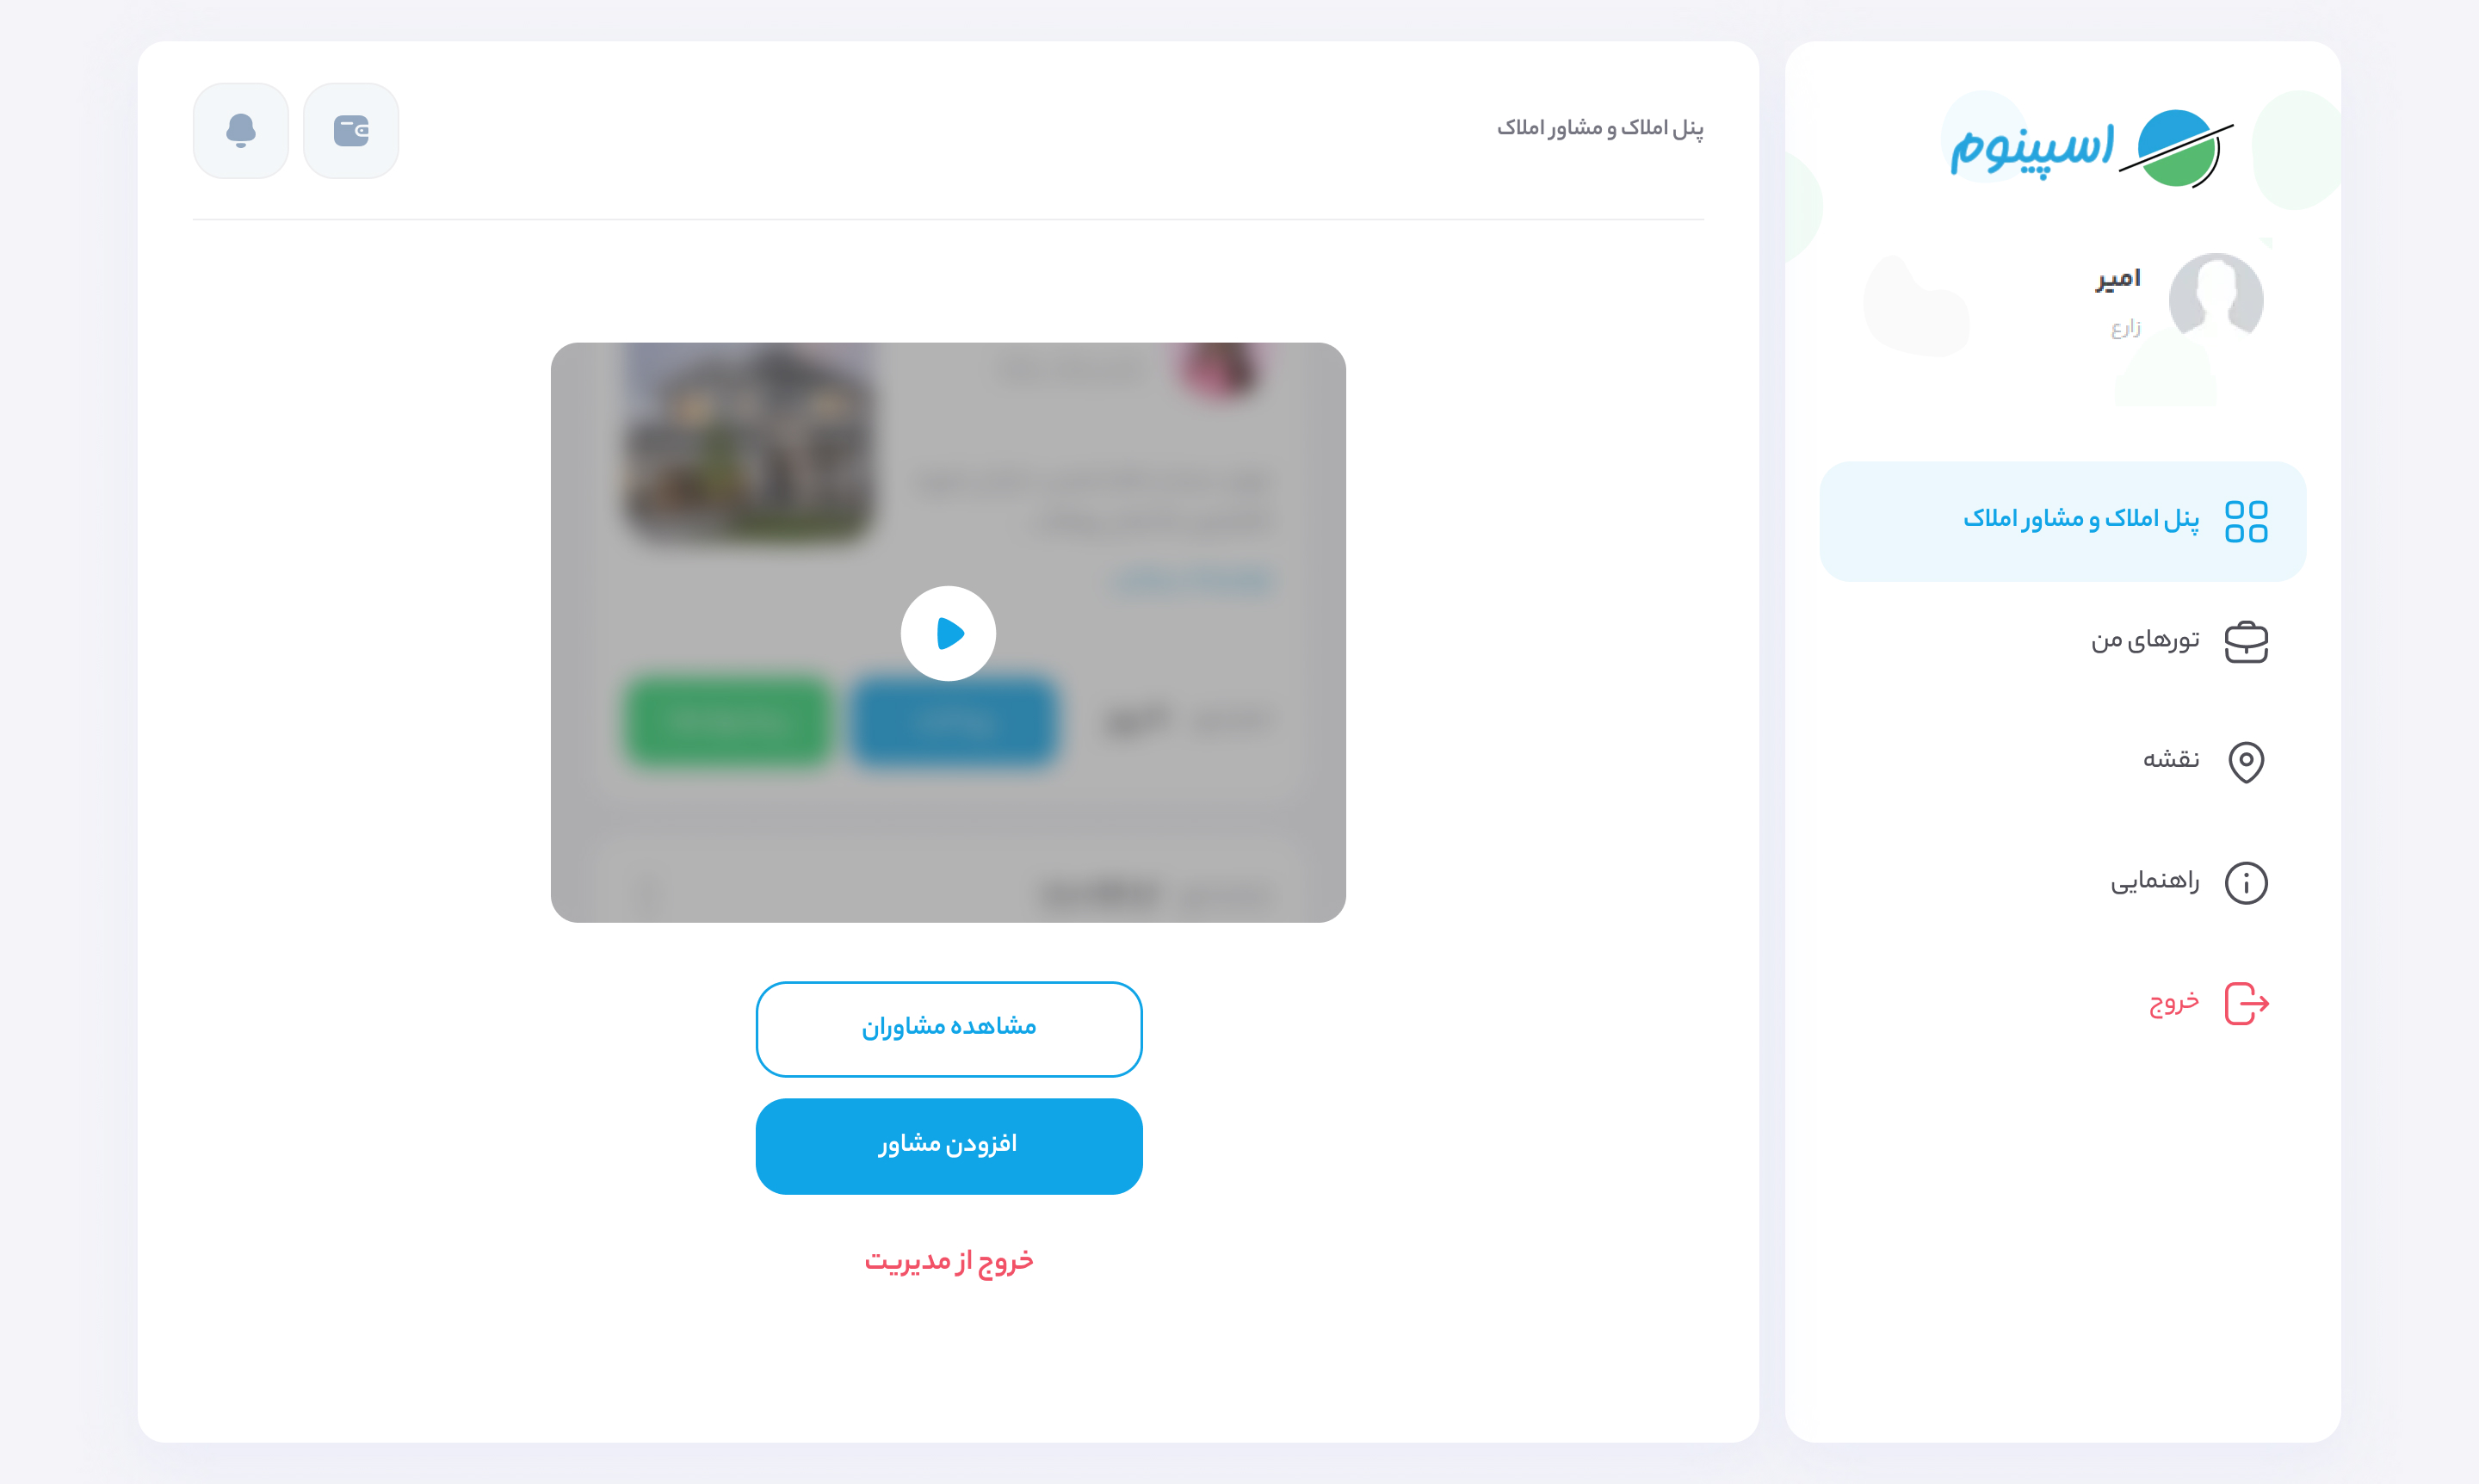 اسپینوم
امیر
زارع
پنل املاک و مشاور املاک
تورهای من
نقشه
راهنمایی
خروج
پنل املاک و مشاور املاک
مشاهده مشاوران
افزودن مشاور
خروج از مدیریت